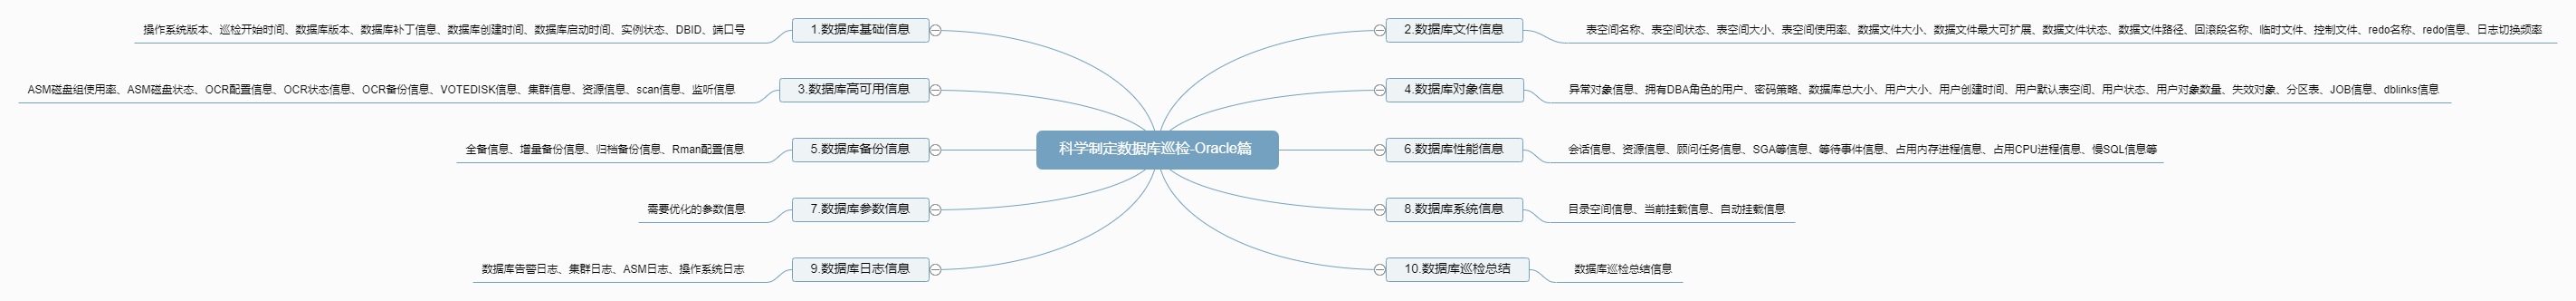 科学制定数据库巡检-Oracle篇
1.数据库基础信息
操作系统版本、巡检开始时间、数据库版本、数据库补丁信息、数据库创建时间、数据库启动时间、实例状态、DBID、端口号
2.数据库文件信息
表空间名称、表空间状态、表空间大小、表空间使用率、数据文件大小、数据文件最大可扩展、数据文件状态、数据文件路径、回滚段名称、临时文件、控制文件、redo名称、redo信息、日志切换频率
3.数据库高可用信息
ASM磁盘组使用率、ASM磁盘状态、OCR配置信息、OCR状态信息、OCR备份信息、VOTEDISK信息、集群信息、资源信息、scan信息、监听信息
4.数据库对象信息
异常对象信息、拥有DBA角色的用户、密码策略、数据库总大小、用户大小、用户创建时间、用户默认表空间、用户状态、用户对象数量、失效对象、分区表、JOB信息、dblinks信息
5.数据库备份信息
全备信息、增量备份信息、归档备份信息、Rman配置信息
6.数据库性能信息
会话信息、资源信息、顾问任务信息、SGA等信息、等待事件信息、占用内存进程信息、占用CPU进程信息、慢SQL信息等
7.数据库参数信息
需要优化的参数信息
8.数据库系统信息
目录空间信息、当前挂载信息、自动挂载信息
9.数据库日志信息
数据库告警日志、集群日志、ASM日志、操作系统日志
10.数据库巡检总结
数据库巡检总结信息